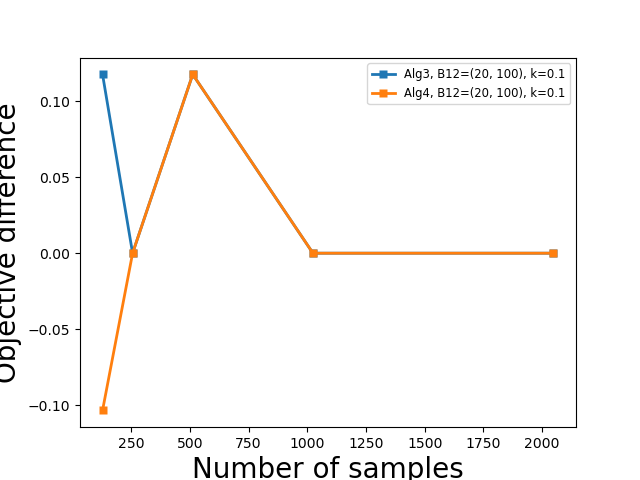 Alg3, B12=(20, 100), k=0.1
Alg4, B12=(20, 100), k=0.1
0.10
0.05
0.00
−0.05
−0.10
Objective difference
250 500 750 1000 1250 1500 1750 2000
Number of samples